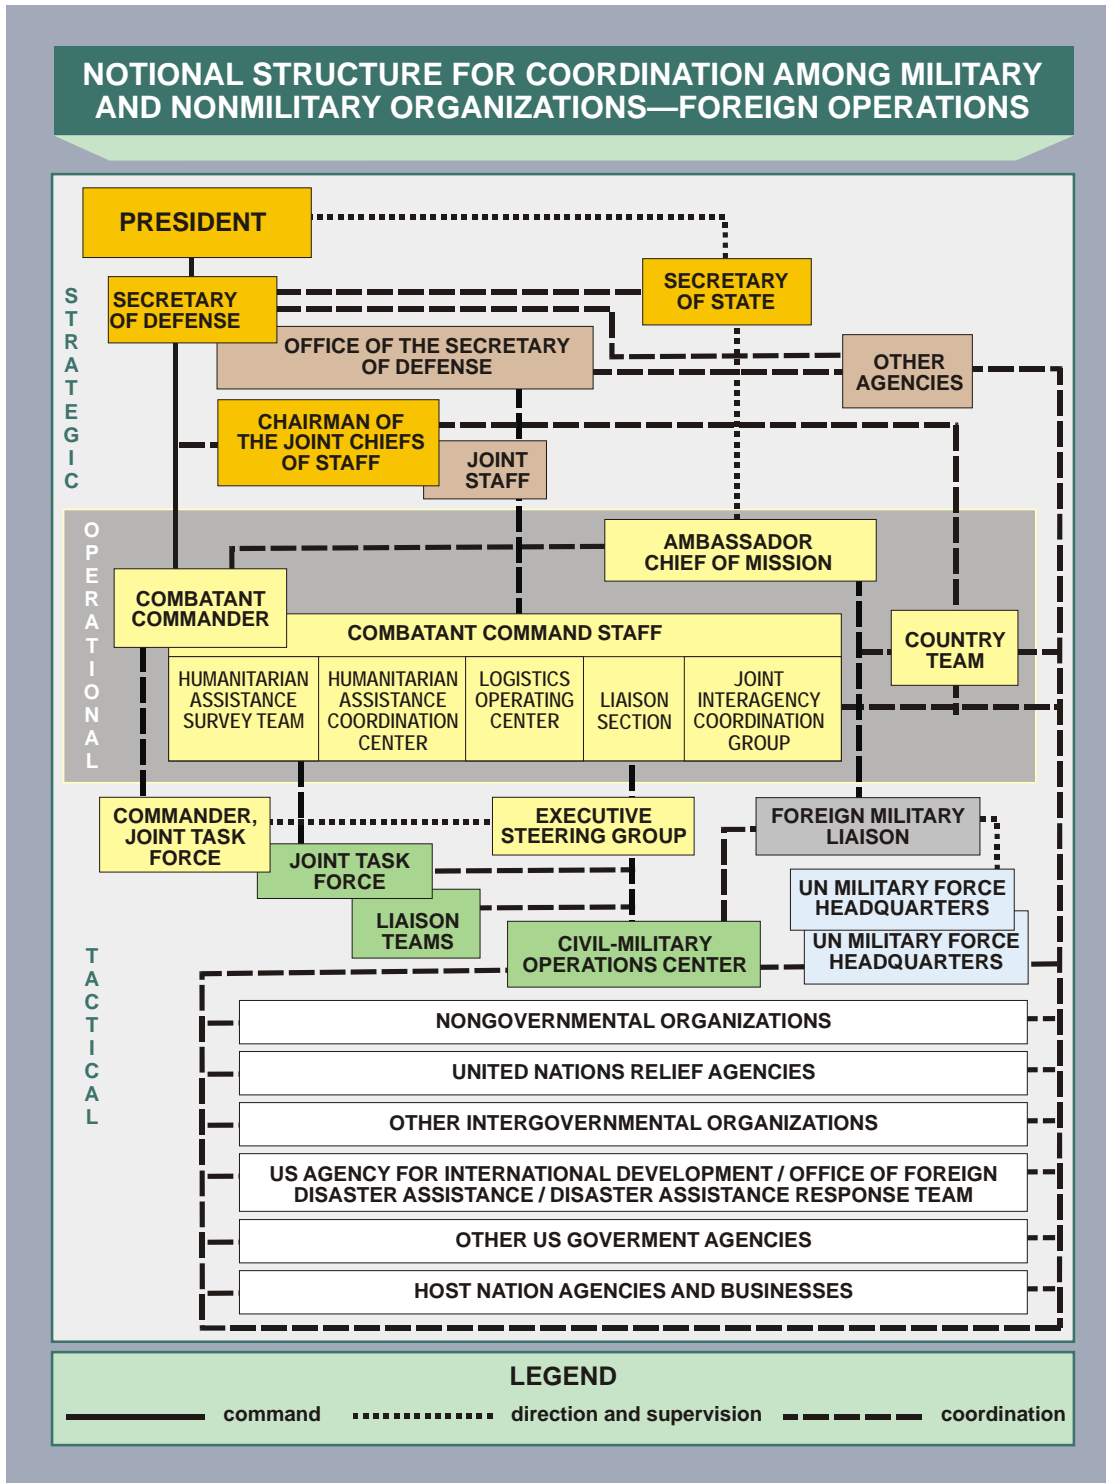 NOTIONAL STRUCTURE FOR COORDINATION AMONG MILITARY
AND NONMILITARY ORGANIZATIONS—FOREIGN OPERATIONS
STRATEGIC
PRESIDENT
SECRETARY
OF DEFENSE
SECRETARY
OF STATE
OFFICE OF THE SECRETARY
OF DEFENSE
OTHER
AGENCIES
CHAIRMAN OF
THE JOINT CHIEFS
OF STAFF
JOINT
STAFF
OPERATIONAL
AMBASSADOR
CHIEF OF MISSION
COMBATANT
COMMANDER
COMBATANT COMMAND STAFF
COUNTRY
TEAM
HUMANITARIAN
ASSISTANCE
SURVEY TEAM
HUMANITARIAN
ASSISTANCE
COORDINATION
CENTER
LOGISTICS
OPERATING
CENTER
LIAISON
SECTION
JOINT
INTERAGENCY
COORDINATION
GROUP
TACTICAL
COMMANDER,
JOINT TASK
FORCE
EXECUTIVE
STEERING GROUP
FOREIGN MILITARY
LIAISON
JOINT TASK
FORCE
UN MILITARY FORCE
HEADQUARTERS
LIAISON
TEAMS
CIVIL-MILITARY
OPERATIONS CENTER
UN MILITARY FORCE
HEADQUARTERS
NONGOVERNMENTAL ORGANIZATIONS
UNITED NATIONS RELIEF AGENCIES
OTHER INTERGOVERNMENTAL ORGANIZATIONS
US AGENCY FOR INTERNATIONAL DEVELOPMENT / OFFICE OF FOREIGN
DISASTER ASSISTANCE / DISASTER ASSISTANCE RESPONSE TEAM
OTHER US GOVERMENT AGENCIES
HOST NATION AGENCIES AND BUSINESSES
LEGEND
command
direction and supervision
coordination